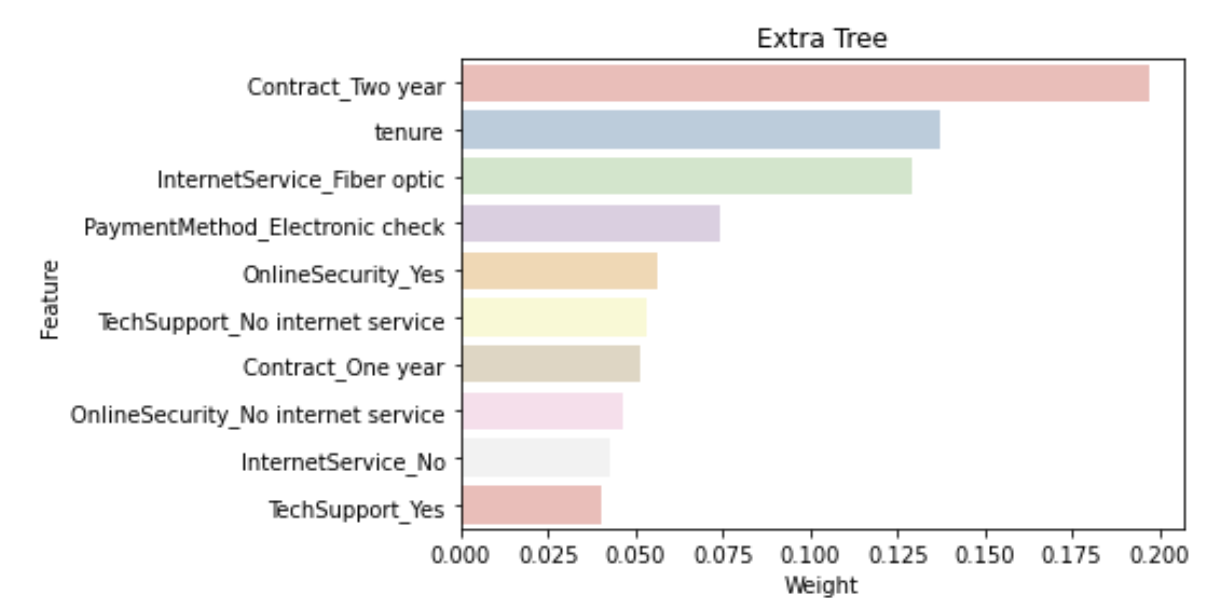 Extra Tree
Contract_Two year
tenure
InternetService_Fiber optic
PaymentMethod_Electronic check
OnlineSecurity_Yes
TechSupport_No internet service
Contract_One year
OnlineSecurity_No internet service
InternetService_No
TechSupport_Yes
Feature
0.000 0.025 0.050 0.075 0.100 0.125 0.150 0.175 0.200
Weight